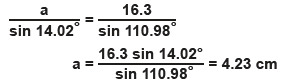 a / sin 14.02° = 16.3 / sin 110.98°
a = 16.3 sin 14.02° / sin 110.98° = 4.23 cm